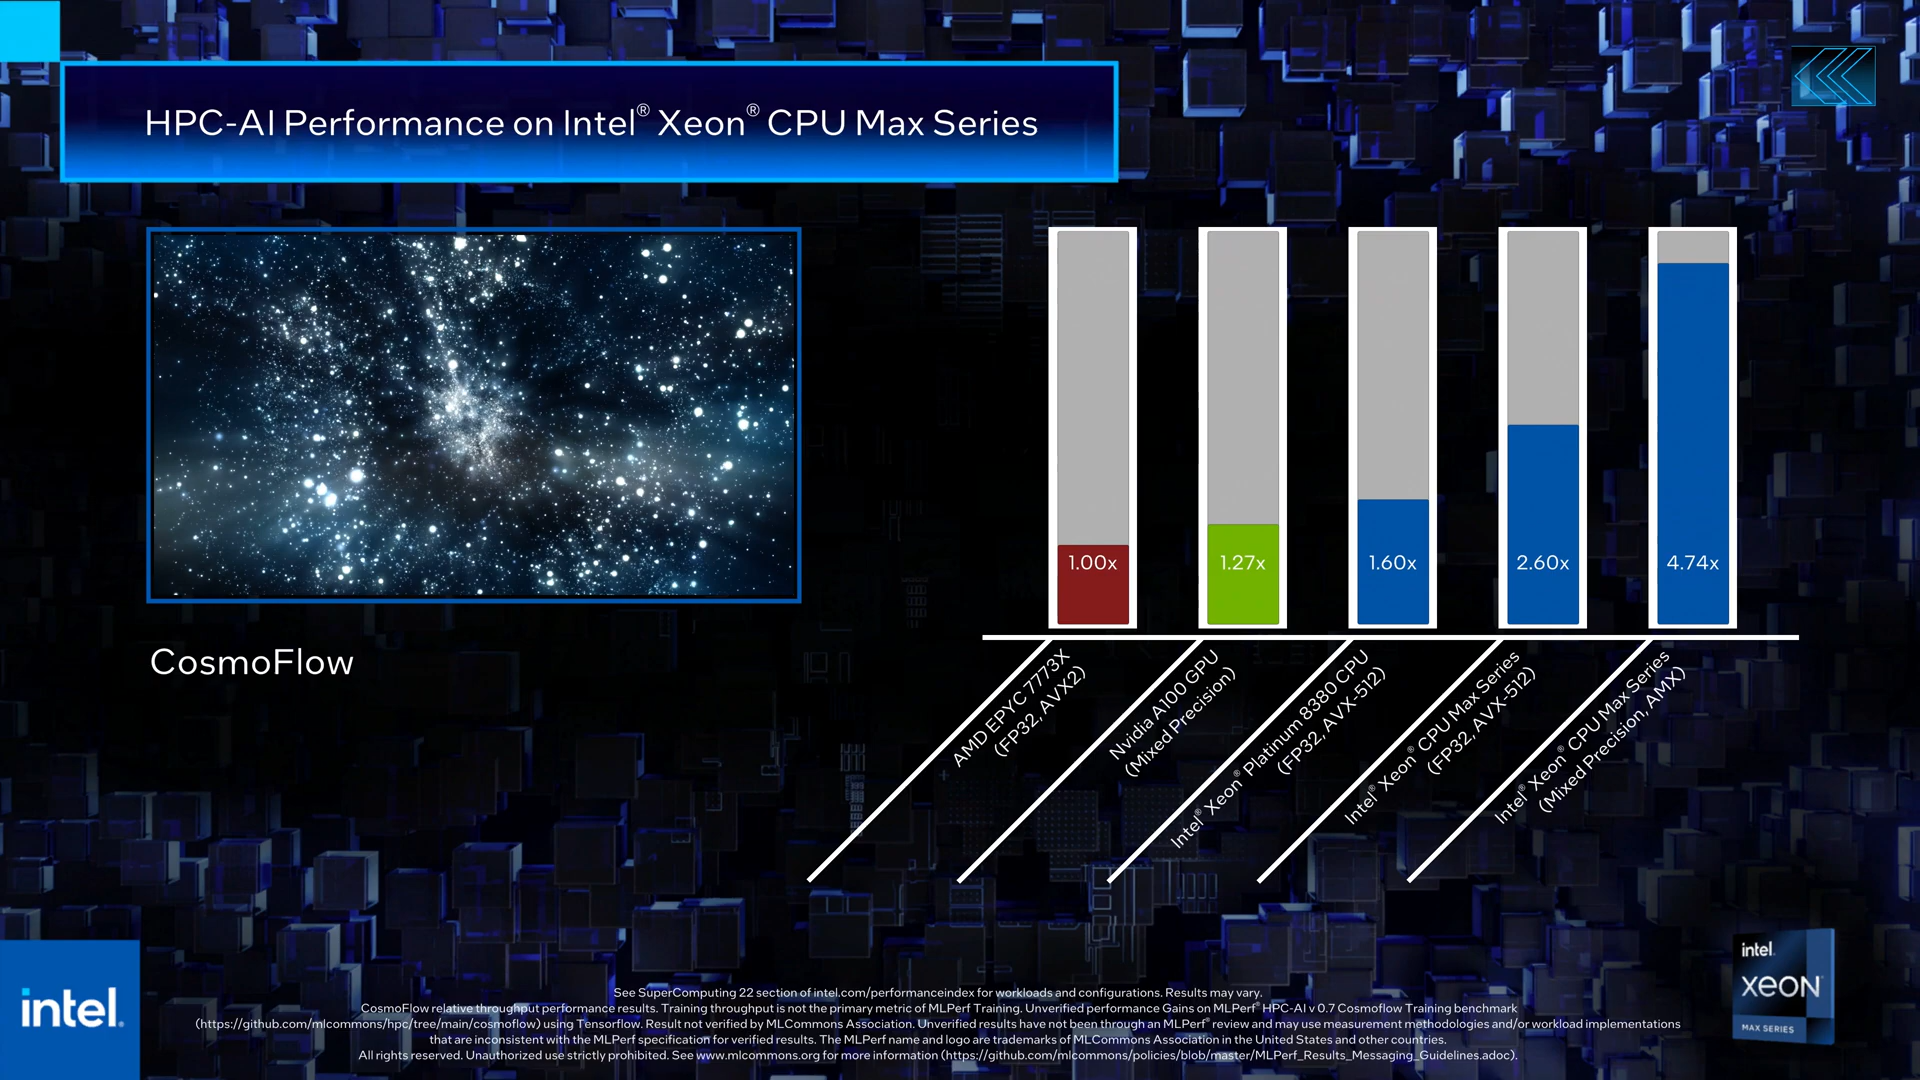 HPC-AI Performance on Intel® Xeon® CPU Max Series
1.00x
1.27x
1.60x
2.60x
4.74x
CosmoFlow
AMD EPYC 7773X
(FP32, AVX2)
Nvidia A100 GPU
(Mixed Precision)
Intel® Xeon® Platinum 8380 CPU
(FP32, AVX-512)
Intel® Xeon® CPU Max Series
(FP32, AVX-512)
Intel® Xeon® CPU Max Series
(Mixed Precision, AMX)
intel.
XEON®
MAX SERIES
intel.
See SuperComputing 22 section of intel.com/performanceindex for workloads and configurations. Results may vary.
CosmoFlow relative throughput performance results. Training throughput is not the primary metric of MLPerf Training. Unverified performance Gains on MLPerf® HPC-AI v 0.7 Cosmoflow Training benchmark
(https://github.com/mlcommons/hpc/tree/main/cosmoflow) using Tensorflow. Result not verified by MLCommons Association. Unverified results have not been through an MLPerf® review and may use measurement methodologies and/or workload implementations
that are inconsistent with the MLPerf specification for verified results. The MLPerf name and logo are trademarks of MLCommons Association in the United States and other countries.
All rights reserved. Unauthorized use strictly prohibited. See www.mlcommons.org for more information (https://github.com/mlcommons/policies/blob/master/MLPerf_Results_Messaging_Guidelines.adoc).